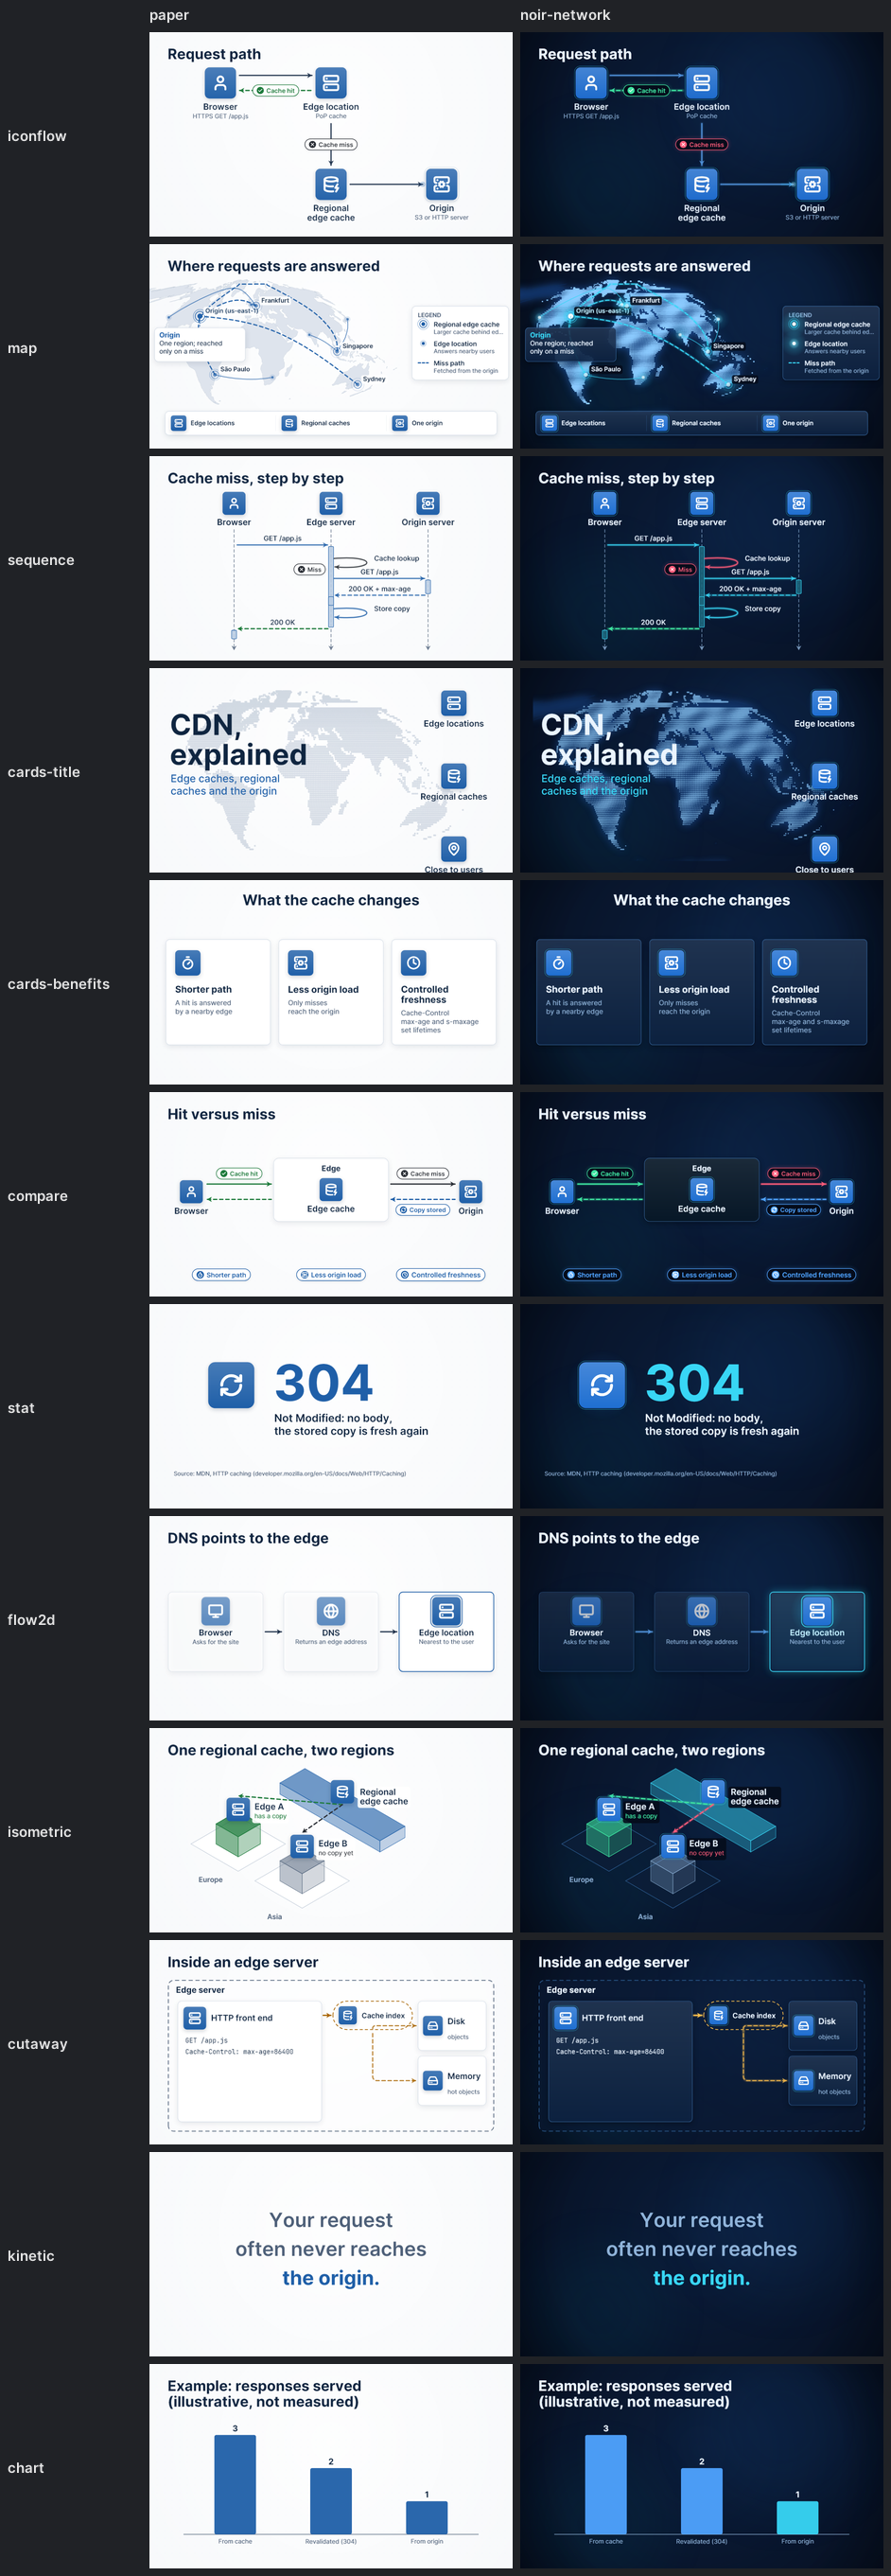 paper
noir-network
iconflow
Request path
Cache hit
Browser
HTTPS GET /app.js
Edge location
PoP cache
Cache miss
Regional
edge cache
Origin
S3 or HTTP server
Request path
Cache hit
Browser
HTTPS GET /app.js
Edge location
PoP cache
Cache miss
Regional
edge cache
Origin
S3 or HTTP server
map
Where requests are answered
Frankfurt
Origin (us-east-1)
Origin
One region; reached
only on a miss
Singapore
São Paulo
Sydney
LEGEND
Regional edge cache
Larger cache behind ed...
Edge location
Answers nearby users
Miss path
Fetched from the origin
Edge locations
Regional caches
One origin
Where requests are answered
Frankfurt
Origin (us-east-1)
Origin
One region; reached
only on a miss
Singapore
São Paulo
Sydney
LEGEND
Regional edge cache
Larger cache behind ed...
Edge location
Answers nearby users
Miss path
Fetched from the origin
Edge locations
Regional caches
One origin
sequence
Cache miss, step by step
Browser
Edge server
Origin server
GET /app.js
Cache lookup
Miss
GET /app.js
200 OK + max-age
Store copy
200 OK
Cache miss, step by step
Browser
Edge server
Origin server
GET /app.js
Cache lookup
Miss
GET /app.js
200 OK + max-age
Store copy
200 OK
cards-title
CDN,
explained
Edge caches, regional
caches and the origin
Edge locations
Regional caches
Close to users
CDN,
explained
Edge caches, regional
caches and the origin
Edge locations
Regional caches
Close to users
cards-benefits
What the cache changes
Shorter path
A hit is answered
by a nearby edge
Less origin load
Only misses
reach the origin
Controlled
freshness
Cache-Control
max-age and s-maxage
set lifetimes
What the cache changes
Shorter path
A hit is answered
by a nearby edge
Less origin load
Only misses
reach the origin
Controlled
freshness
Cache-Control
max-age and s-maxage
set lifetimes
compare
Hit versus miss
Cache hit
Browser
Edge
Edge cache
Cache miss
Copy stored
Origin
Shorter path
Less origin load
Controlled freshness
Hit versus miss
Cache hit
Browser
Edge
Edge cache
Cache miss
Copy stored
Origin
Shorter path
Less origin load
Controlled freshness
stat
304
Not Modified: no body,
the stored copy is fresh again
Source: MDN, HTTP caching (developer.mozilla.org/en-US/docs/Web/HTTP/Caching)
304
Not Modified: no body,
the stored copy is fresh again
Source: MDN, HTTP caching (developer.mozilla.org/en-US/docs/Web/HTTP/Caching)
flow2d
DNS points to the edge
Browser
Asks for the site
DNS
Returns an edge address
Edge location
Nearest to the user
DNS points to the edge
Browser
Asks for the site
DNS
Returns an edge address
Edge location
Nearest to the user
isometric
One regional cache, two regions
Regional
edge cache
Edge A
has a copy
Edge B
no copy yet
Europe
Asia
One regional cache, two regions
Regional
edge cache
Edge A
has a copy
Edge B
no copy yet
Europe
Asia
cutaway
Inside an edge server
Edge server
HTTP front end
GET /app.js
Cache-Control: max-age=86400
Cache index
Disk
objects
Memory
hot objects
Inside an edge server
Edge server
HTTP front end
GET /app.js
Cache-Control: max-age=86400
Cache index
Disk
objects
Memory
hot objects
kinetic
Your request
often never reaches
the origin.
Your request
often never reaches
the origin.
chart
Example: responses served
(illustrative, not measured)
3
2
1
From cache
Revalidated (304)
From origin
Example: responses served
(illustrative, not measured)
3
2
1
From cache
Revalidated (304)
From origin